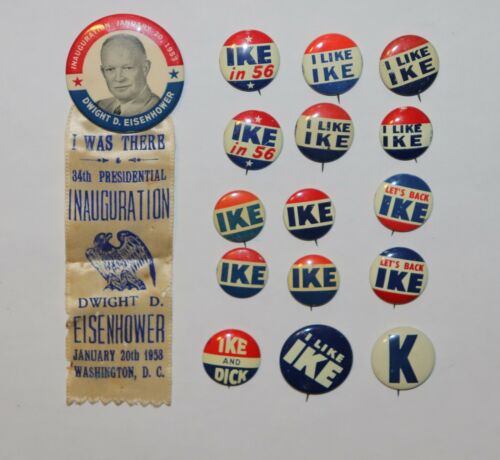 INAUGURATION, JANUARY 20, 1953
DWIGHT D. EISENHOWER
I WAS THERE
34th PRESIDENTIAL
INAUGURATION
DWIGHT D.
EISENHOWER
JANUARY 20th 1953
WASHINGTON, D. C.
IKE
in 56
I LIKE
IKE
I LIKE
IKE
IKE
in 56
I LIKE
IKE
I LIKE
IKE
IKE
IKE
LET'S BACK
IKE
IKE
IKE
LET'S BACK
IKE
IKE
AND
DICK
I LIKE
IKE
K